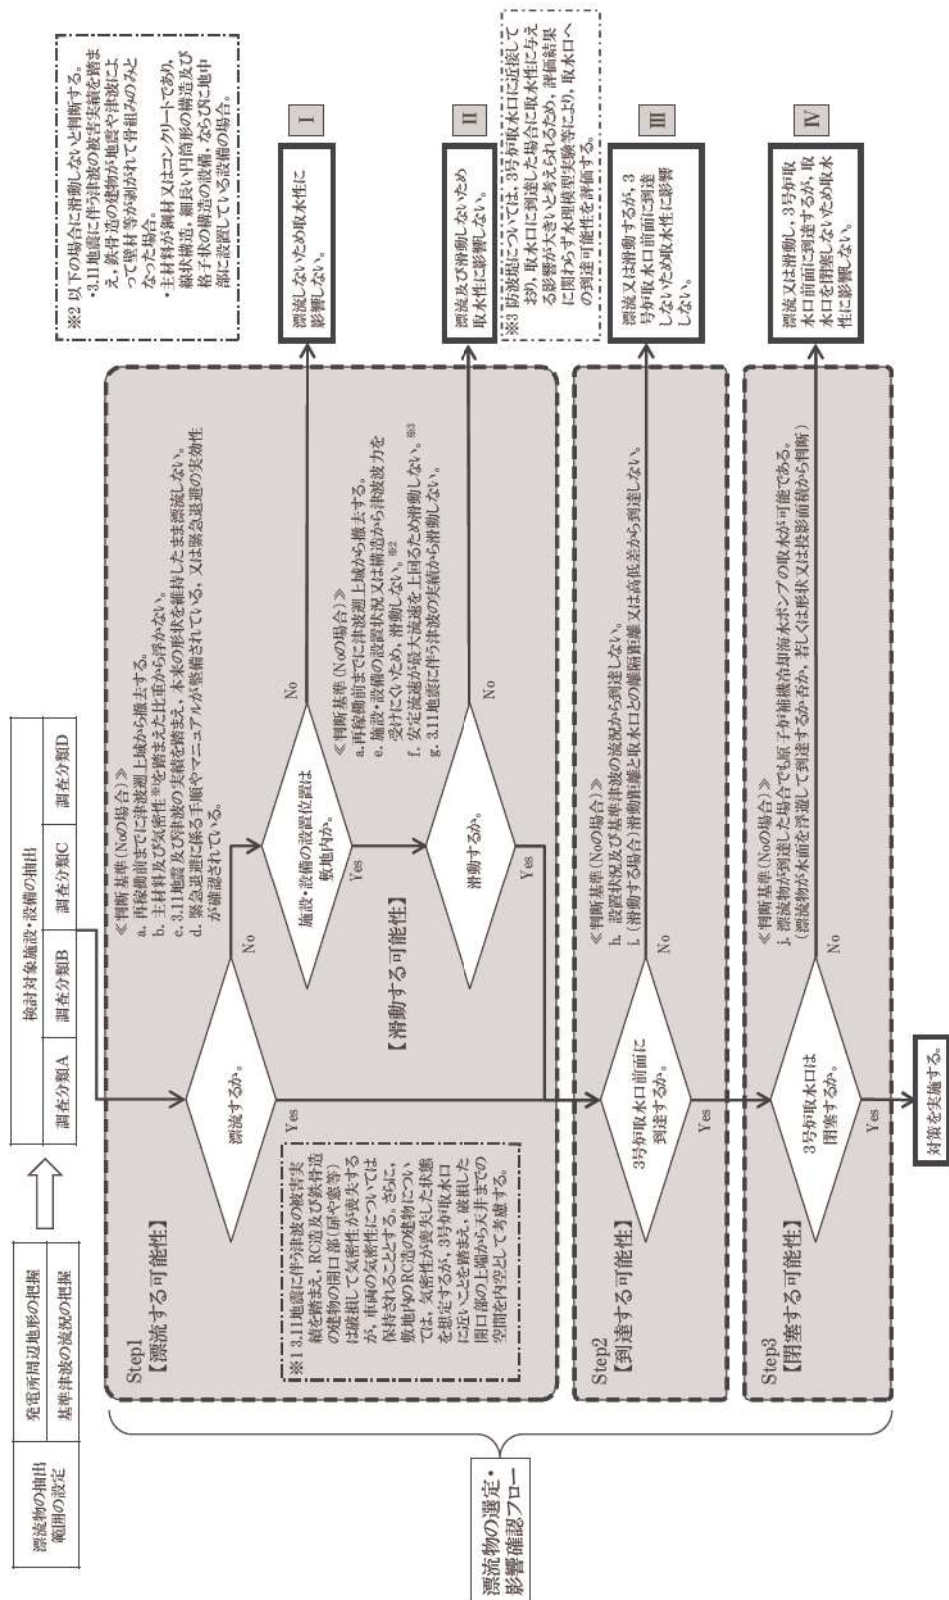 漂流物の抽出
範囲の設定
発電所周辺地形の把握
基準津波の流況の把握
検討対象施設・設備の抽出
調査分類A
調査分類B
調査分類C
調査分類D
漂流物の選定・
影響確認フロー
Step1
【漂流する可能性】
漂流するか。
Yes
No
≪判断基準(Noの場合)≫
a. 再稼働前までに津波遡上域から撤去する。
b. 主材料及び気密性※1を踏まえた比重から浮かない。
c. 3.11地震及び津波の実績を踏まえ，本来の形状を維持したまま漂流しない。
d. 緊急退避に係る手順やマニュアルが整備されている，又は緊急退避の実効性
が確認されている。
※1 3.11地震に伴う津波の被害実
績を踏まえ，RC造及び鉄骨造
の建物の開口部(扉や窓等)
は破損して気密性が喪失する
が，車両の気密性については
保持されることとする。さらに，
敷地内のRC造の建物につい
ては，気密性が喪失した状態
を想定するが，3号炉取水口
に近いことを踏まえ，破損した
開口部の上端から天井までの
空間を内空として考慮する。
施設・設備の設置位置は
敷地内か。
No
Yes
【滑動する可能性】
≪判断基準(Noの場合)≫
a. 再稼働前までに津波遡上域から撤去する。
e. 施設・設備の設置状況又は構造から津波波力を
受けにくいため，滑動しない。※2
f. 安定流速が最大流速を上回るため滑動しない。※3
g. 3.11地震に伴う津波の実績から滑動しない。
滑動するか。
No
Yes
※2 以下の場合に滑動しないと判断する。
・3.11地震に伴う津波の被害実績を踏ま
え，鉄骨造の建物が地震や津波によ
って壁材等が剥がれて骨組みのみと
なった場合。
・主材料が鋼材又はコンクリートであり，
線状構造，細長い円筒形の構造及び
格子状の構造の設備，ならびに地中
部に設置している設備の場合。
漂流しないため取水性に
影響しない。
I
漂流及び滑動しないため
取水性に影響しない。
II
※3 防波堤については，3号炉取水口に近接して
おり，取水口に到達した場合に取水性に与え
る影響が大きいと考えられるため，評価結果
に関わらず水理模型実験等により，取水口へ
の到達可能性を評価する。
Step2
【到達する可能性】
3号炉取水口前面に
到達するか。
≪判断基準(Noの場合)≫
h. 設置状況及び基準津波の流況から到達しない。
i. (滑動する場合)滑動距離と取水口との離隔距離又は高低差から到達しない。
No
Yes
漂流又は滑動するが，3
号炉取水口前面に到達
しないため取水性に影響
しない。
III
Step3
【閉塞する可能性】
3号炉取水口は
閉塞するか。
≪判断基準(Noの場合)≫
j. 漂流物が到達した場合でも原子炉補機冷却海水ポンプの取水が可能である。
(漂流物が水面を浮遊して到達するか否か，若しくは形状又は投影面積から判断)
No
Yes
漂流又は滑動し，3号炉取
水口前面に到達するが，取
水口を閉塞しないため取水
性に影響しない。
IV
対策を実施する。